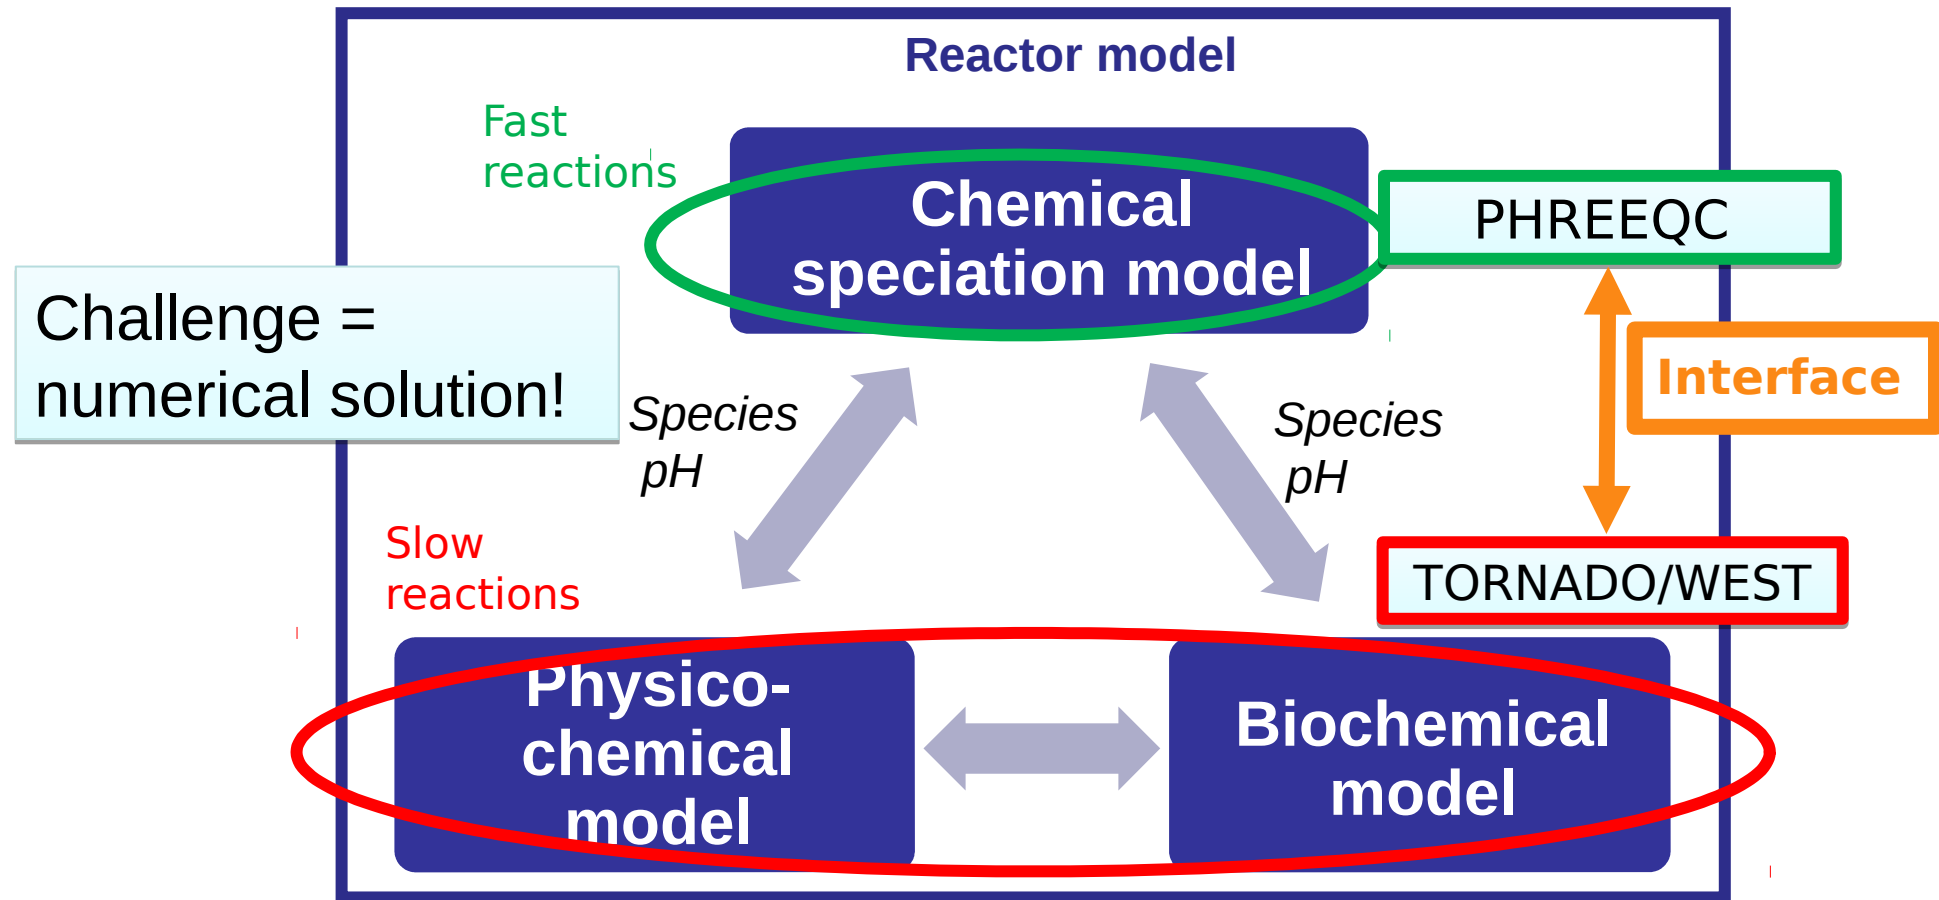 Reactor model
Fast
reactions
Chemical
speciation model
PHREEQC
Challenge =
numerical solution!
Interface
Species
pH
Species
pH
Slow
reactions
TORNADO/WEST
Physico-
chemical
model
Biochemical
model